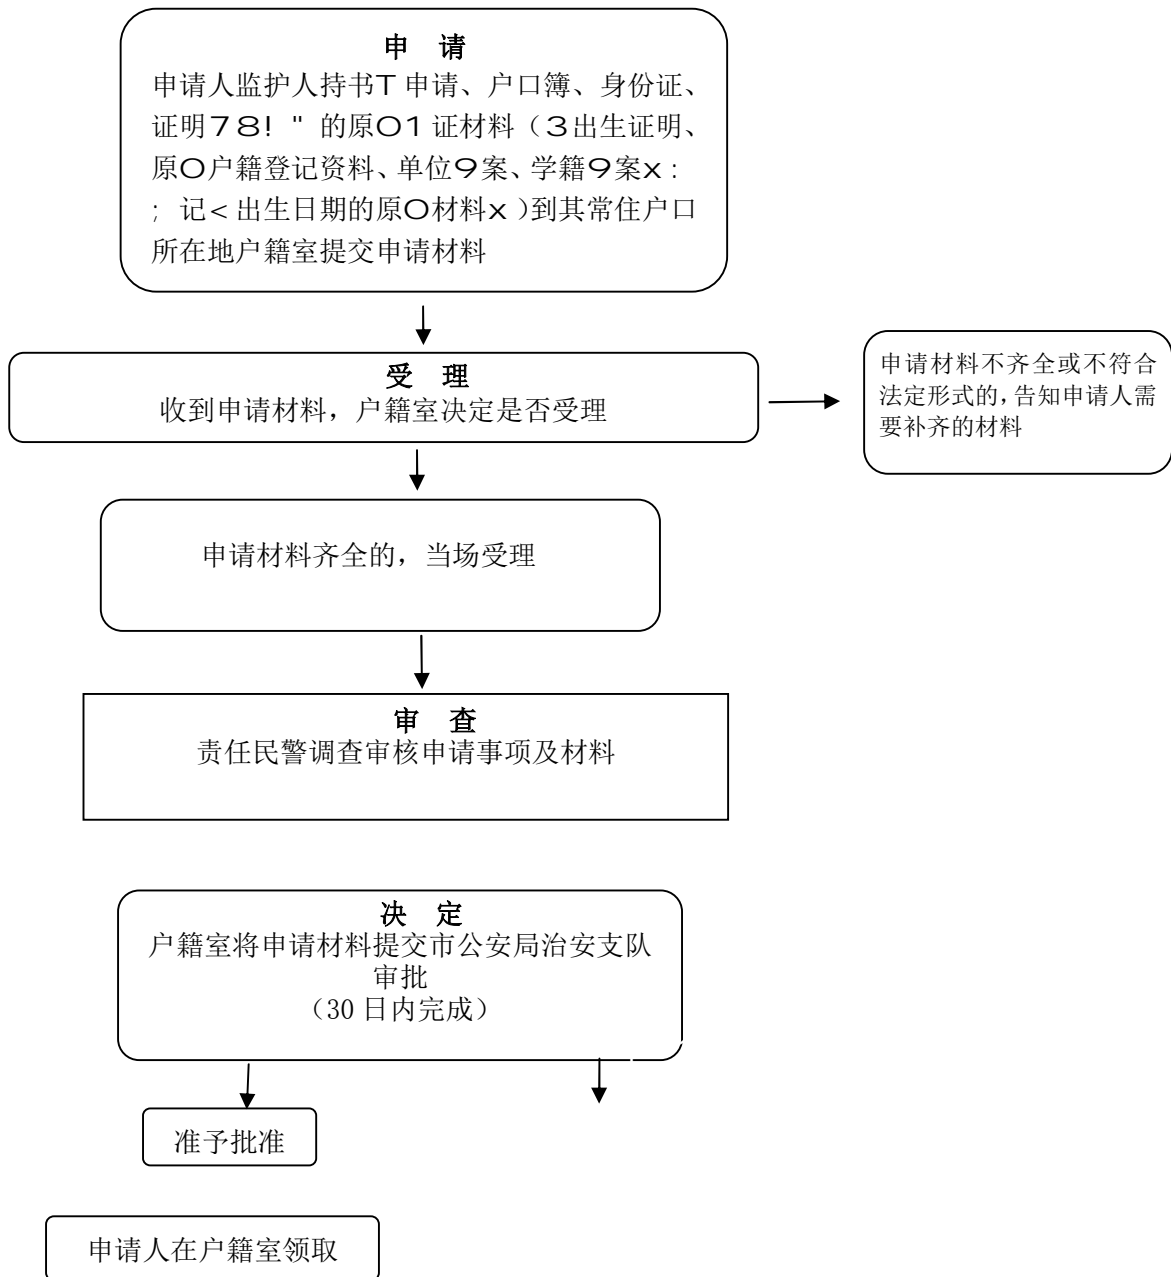 申 请
申请人监护人持书T 申请、户口簿、身份证、
证明78! " 的原O1 证材料（3出生证明、
原O户籍登记资料、单位9案、学籍9案x：
；记<出生日期的原O材料x）到其常住户口
所在地户籍室提交申请材料
受 理
收到申请材料，户籍室决定是否受理
申请材料不齐全或不符合
法定形式的，告知申请人需
要补齐的材料
申请材料齐全的，当场受理
审 查
责任民警调查审核申请事项及材料
决 定
户籍室将申请材料提交市公安局治安支队
审批
（30 日内完成）
准予批准
申请人在户籍室领取